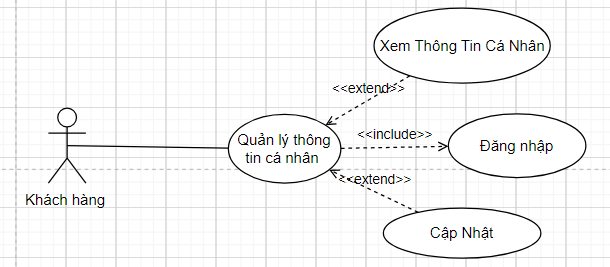 Xem Thông Tin Cá Nhân
<<extend>>
<<include>>
Quản lý thông
tin cá nhân
Đăng nhập
<<extend>>
Khách hàng
Cập Nhật